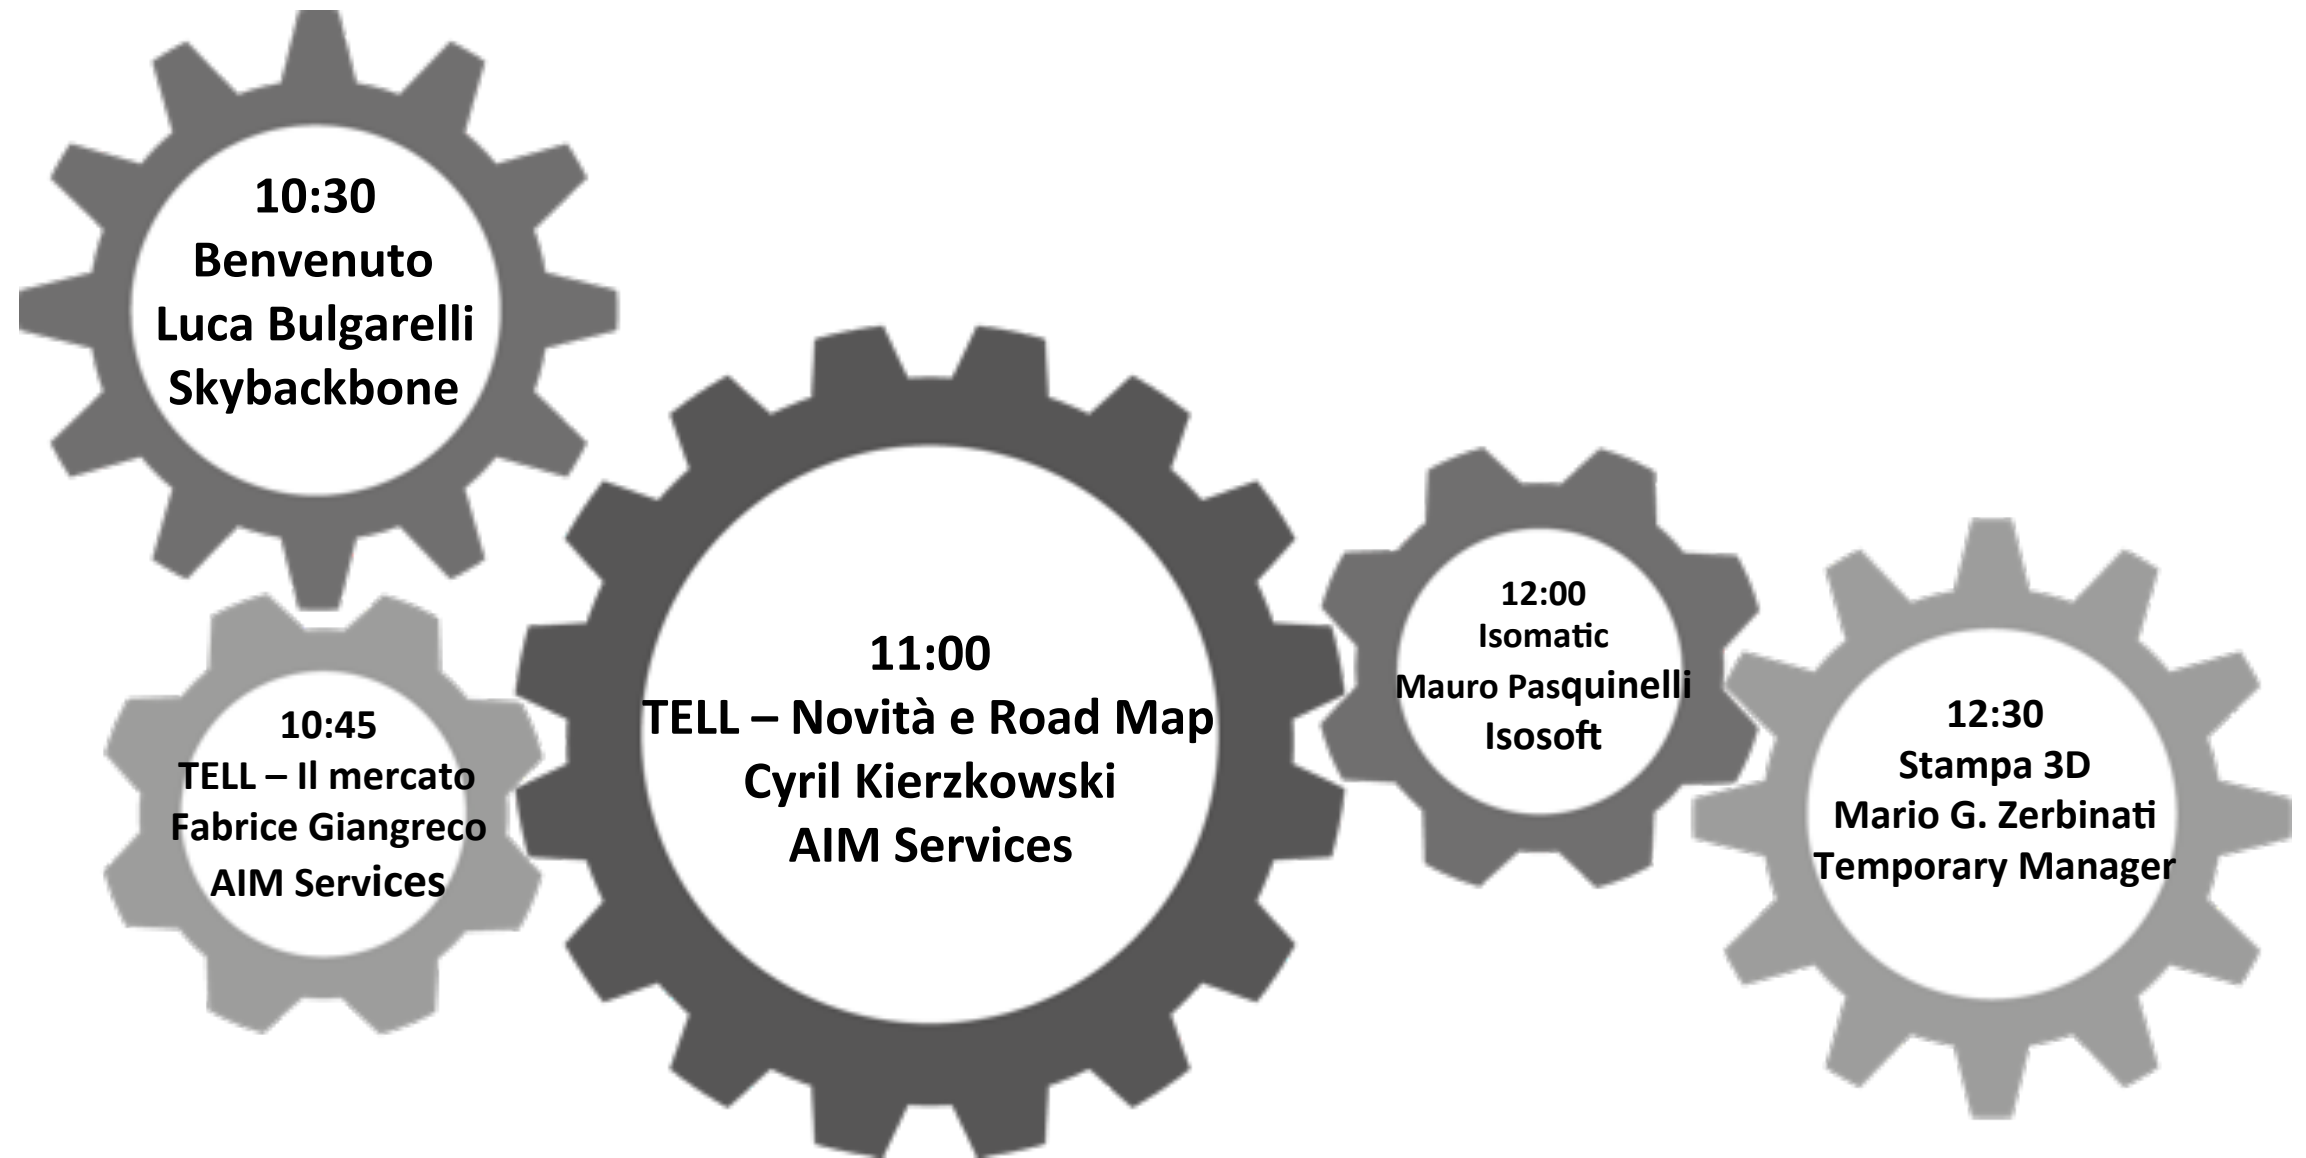 10:30
Benvenuto
Luca Bulgarelli
Skybackbone
10:45
TELL – Il mercato
Fabrice Giangreco
AIM Services
11:00
TELL – Novità e Road Map
Cyril Kierzkowski
AIM Services
12:00
Isomatic
Mauro Pasquinelli
Isosoft
12:30
Stampa 3D
Mario G. Zerbinati
Temporary Manager